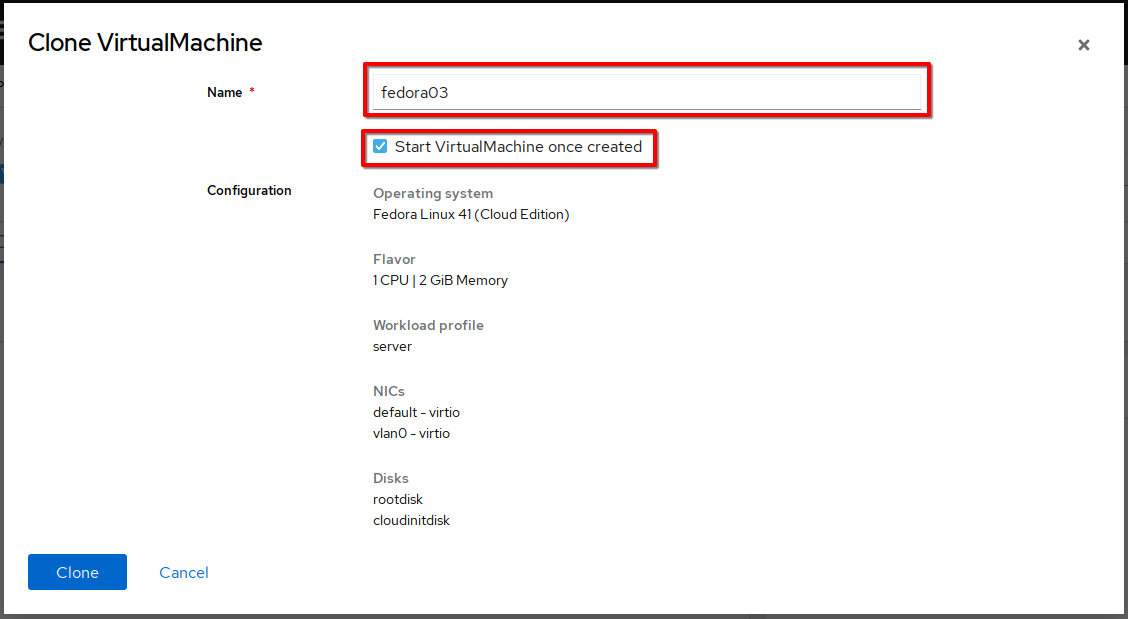 Clone VirtualMachine
Name *
fedora03
Start VirtualMachine once created
Configuration
Operating system
Fedora Linux 41 (Cloud Edition)
Flavor
1 CPU | 2 GiB Memory
Workload profile
server
NICs
default - virtio
vlan0 - virtio
Disks
rootdisk
cloudinitdisk
Clone
Cancel